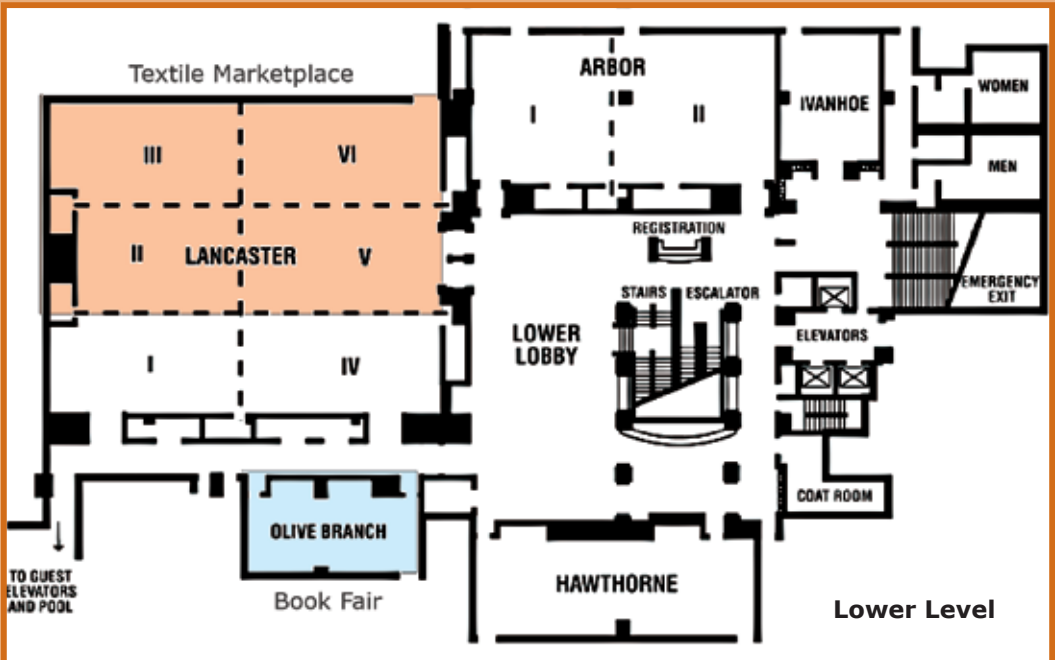 Textile Marketplace
ARBOR
I
II
IVANHOE
WOMEN
MEN
III
VI
II
LANCASTER
V
REGISTRATION
STAIRS
ESCALATOR
EMERGENCY
EXIT
LOWER
LOBBY
ELEVATORS
I
IV
COAT ROOM
OLIVE BRANCH
TO GUEST
ELEVATORS
AND POOL
Book Fair
HAWTHORNE
Lower Level